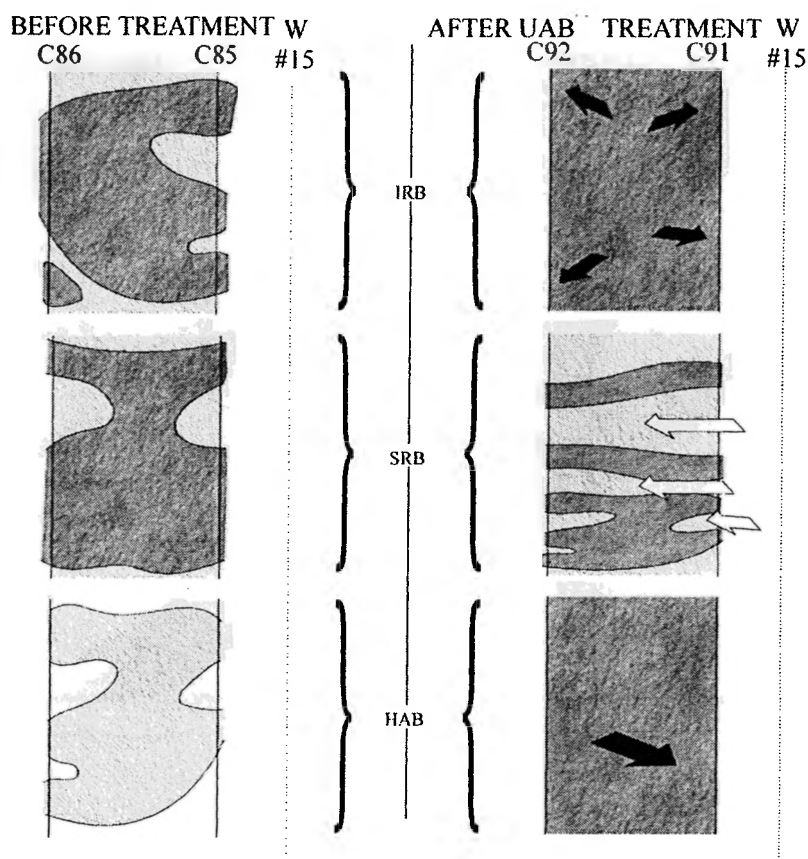 BEFORE TREATMENT W
C86 C85 #15
AFTER UAB TREATMENT W
C92 C91 #15
IRB
SRB
HAB